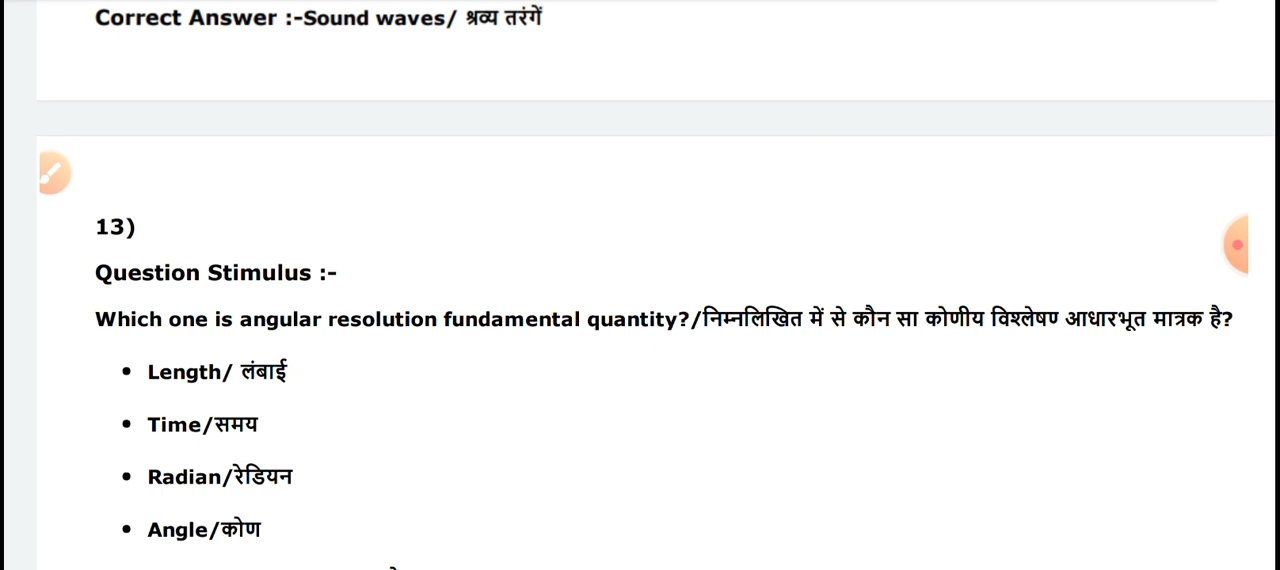 Correct Answer :-Sound waves/ श्रव्य तरंगें
13)
Question Stimulus :-
Which one is angular resolution fundamental quantity?/निम्नलिखित में से कौन सा कोणीय विश्लेषण आधारभूत मात्रक है?
• Length/ लंबाई
• Time/समय
• Radian/रेडियन
• Angle/कोण